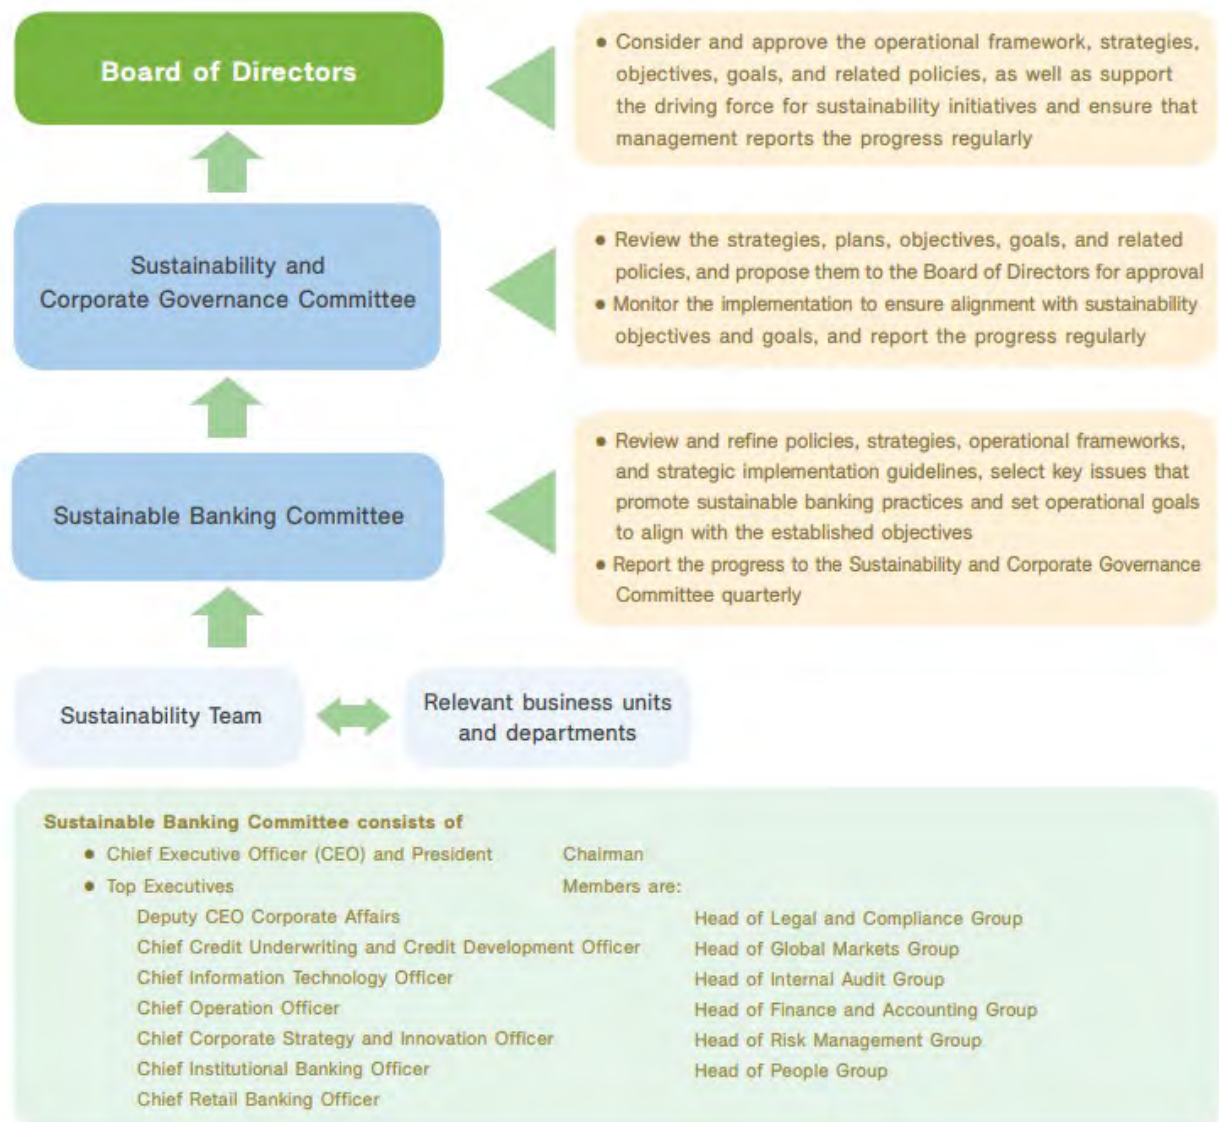 Board of Directors
• Consider and approve the operational framework, strategies,
objectives, goals, and related policies, as well as support
the driving force for sustainability initiatives and ensure that
management reports the progress regularly
Sustainability and
Corporate Governance Committee
• Review the strategies, plans, objectives, goals, and related
policies, and propose them to the Board of Directors for approval
• Monitor the implementation to ensure alignment with sustainability
objectives and goals, and report the progress regularly
Sustainable Banking Committee
• Review and refine policies, strategies, operational frameworks,
and strategic implementation guidelines, select key issues that
promote sustainable banking practices and set operational goals
to align with the established objectives
• Report the progress to the Sustainability and Corporate Governance
Committee quarterly
Sustainability Team
Relevant business units
and departments
Sustainable Banking Committee consists of
• Chief Executive Officer (CEO) and President Chairman
• Top Executives Members are:
Deputy CEO Corporate Affairs
Chief Credit Underwriting and Credit Development Officer
Chief Information Technology Officer
Chief Operation Officer
Chief Corporate Strategy and Innovation Officer
Chief Institutional Banking Officer
Chief Retail Banking Officer
Head of Legal and Compliance Group
Head of Global Markets Group
Head of Internal Audit Group
Head of Finance and Accounting Group
Head of Risk Management Group
Head of People Group